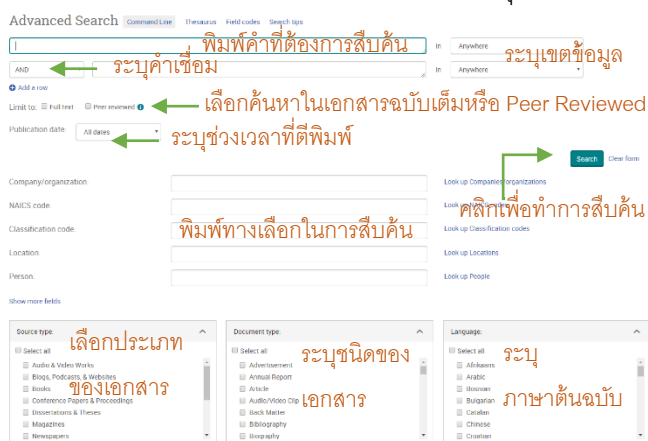 Advanced Search Command Line Thesaurus Field codes Search tips
พิมพ์คำที่ต้องการสืบค้น in Anywhere ระบุเขตข้อมูล
AND ระบุคำเชื่อม in Anywhere
Add a row
Limit to: Full text Peer reviewed เลือกค้นหาในเอกสารฉบับเต็มหรือ Peer Reviewed
Publication date: All dates ระบุช่วงเวลาที่ตีพิมพ์
Search Clear form
Company/organization: Look up Companies/organizations
NAICS code: คลิกเพื่อทำการสืบค้น
Classification code: พิมพ์ทางเลือกในการสืบค้น Look up Classification codes
Location: Look up Locations
Person: Look up People
Show more fields
Source type: เลือกประเภท
Select all
Audio & Video Works
Blogs, Podcasts, & Websites
Books ของเอกสาร
Conference Papers & Proceedings
Dissertations & Theses
Magazines
Newspapers
Document type:
Select all ระบุชนิดของ
Advertisement
Annual Report
Article
Audio/Video Clip เอกสาร
Back Matter
Bibliography
Biography
Language:
Select all ระบุ
Afrikaans
Arabic
Bosnian
Bulgarian ภาษาต้นฉบับ
Catalan
Chinese
Croatian